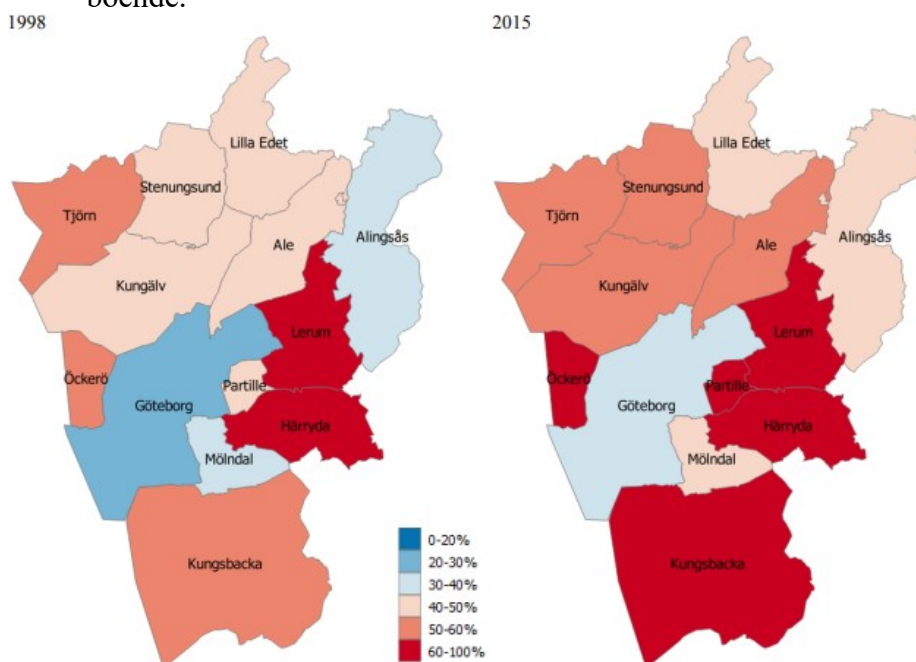 boende.
1998
2015
Lilla Edet
Stenungsund
Tjörn
Ale
Alingsås
Kungälv
Lerum
Öckerö
Partille
Göteborg
Härryda
Mölndal
Kungsbacka
Lilla Edet
Stenungsund
Tjörn
Ale
Alingsås
Kungälv
Lerum
Öckerö
Partille
Göteborg
Härryda
Mölndal
Kungsbacka
0-20%
20-30%
30-40%
40-50%
50-60%
60-100%